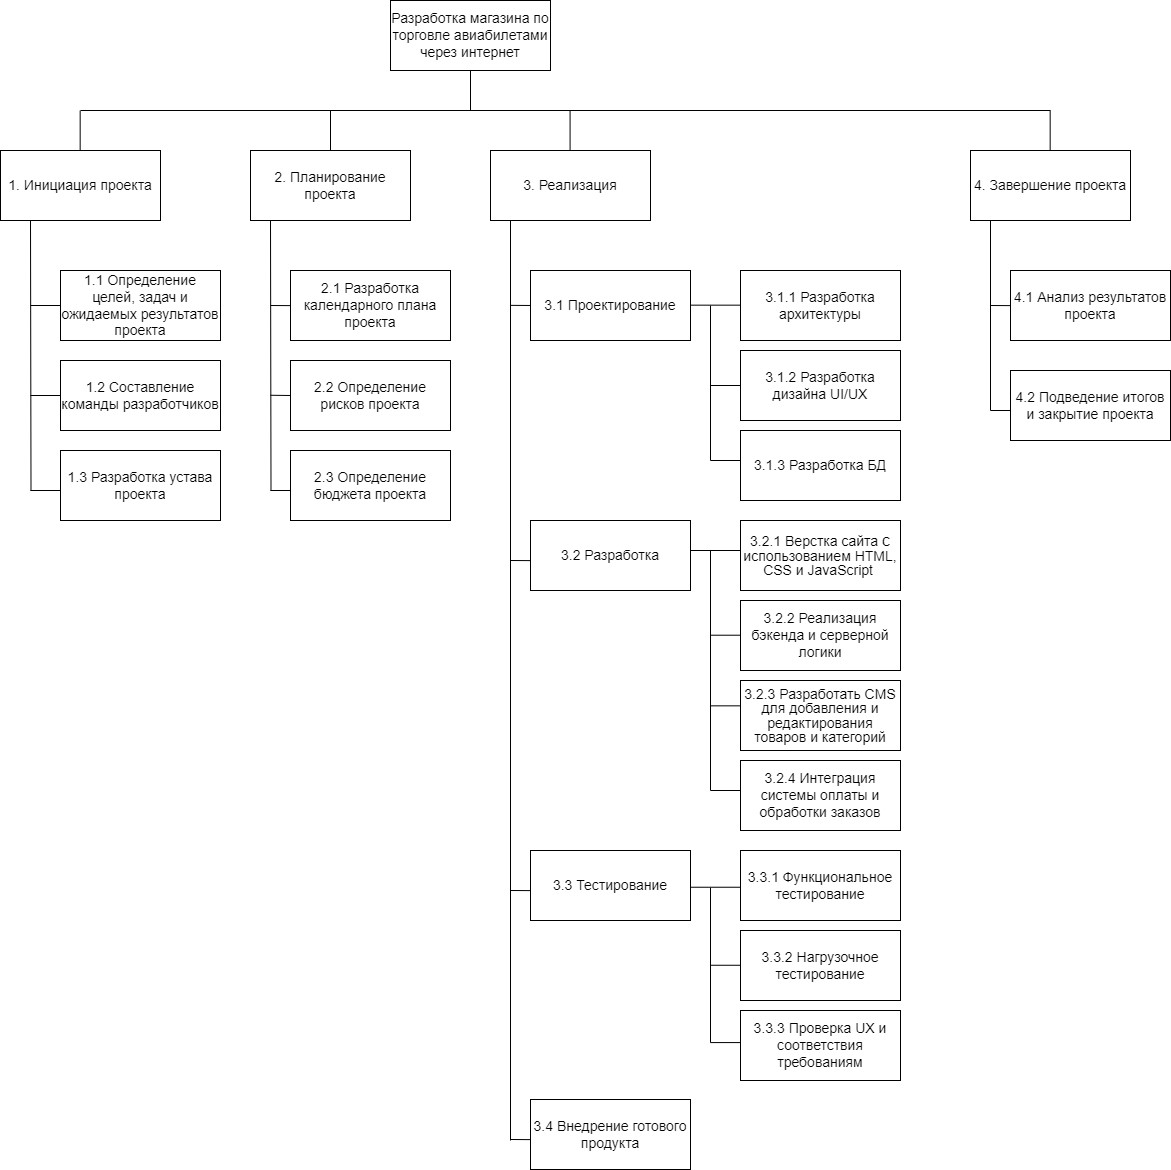 Разработка магазина по
торговле авиабилетами
через интернет
1. Инициация проекта
2. Планирование
проекта
3. Реализация
4. Завершение проекта
1.1 Определение
целей, задач и
ожидаемых результатов
проекта
1.2 Составление
команды разработчиков
1.3 Разработка устава
проекта
2.1 Разработка
календарного плана
проекта
2.2 Определение
рисков проекта
2.3 Определение
бюджета проекта
3.1 Проектирование
3.1.1 Разработка
архитектуры
3.1.2 Разработка
дизайна UI/UX
3.1.3 Разработка БД
3.2 Разработка
3.2.1 Верстка сайта с
использованием HTML,
CSS и JavaScript
3.2.2 Реализация
бэкенда и серверной
логики
3.2.3 Разработать CMS
для добавления и
редактирования
товаров и категорий
3.2.4 Интеграция
системы оплаты и
обработки заказов
3.3 Тестирование
3.3.1 Функциональное
тестирование
3.3.2 Нагрузочное
тестирование
3.3.3 Проверка UX и
соответствия
требованиям
3.4 Внедрение готового
продукта
4.1 Анализ результатов
проекта
4.2 Подведение итогов
и закрытие проекта